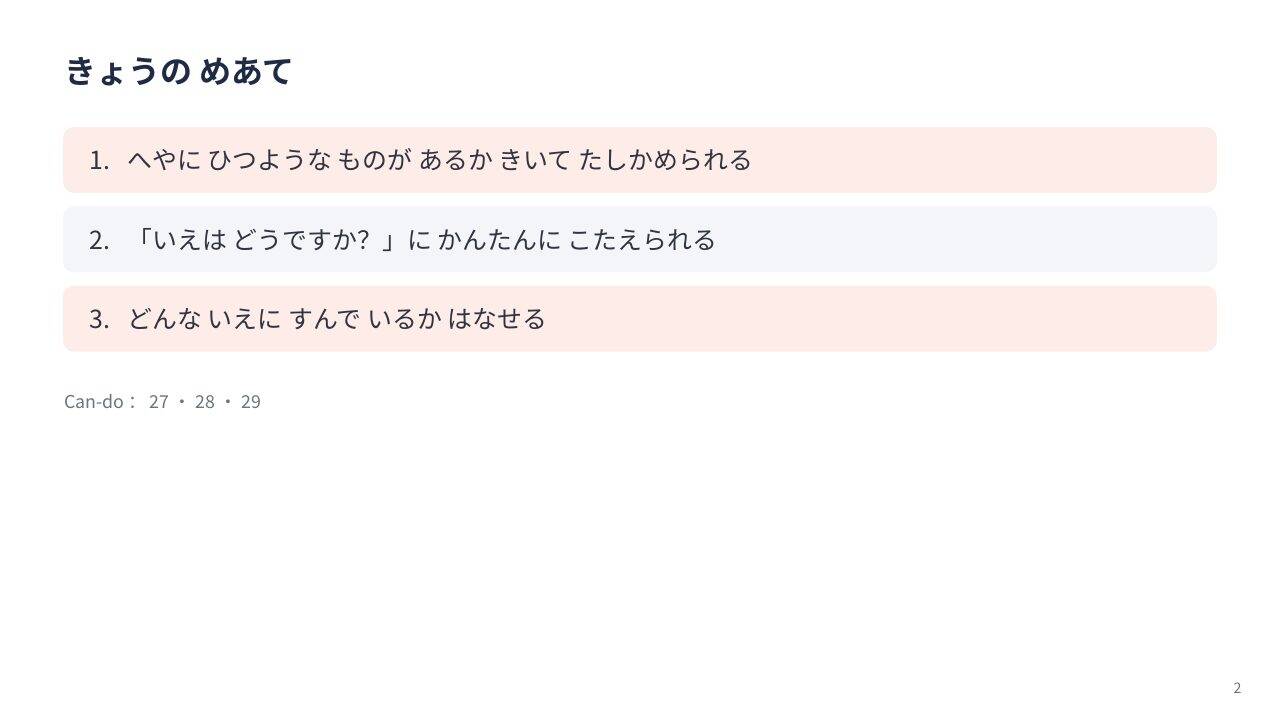 きょうの めあて
1. へやに ひつような ものが あるか きいて たしかめられる
2. 「いえは どうですか？」に かんたんに こたえられる
3. どんな いえに すんで いるか はなせる
Can-do： 27 ・ 28 ・ 29
2